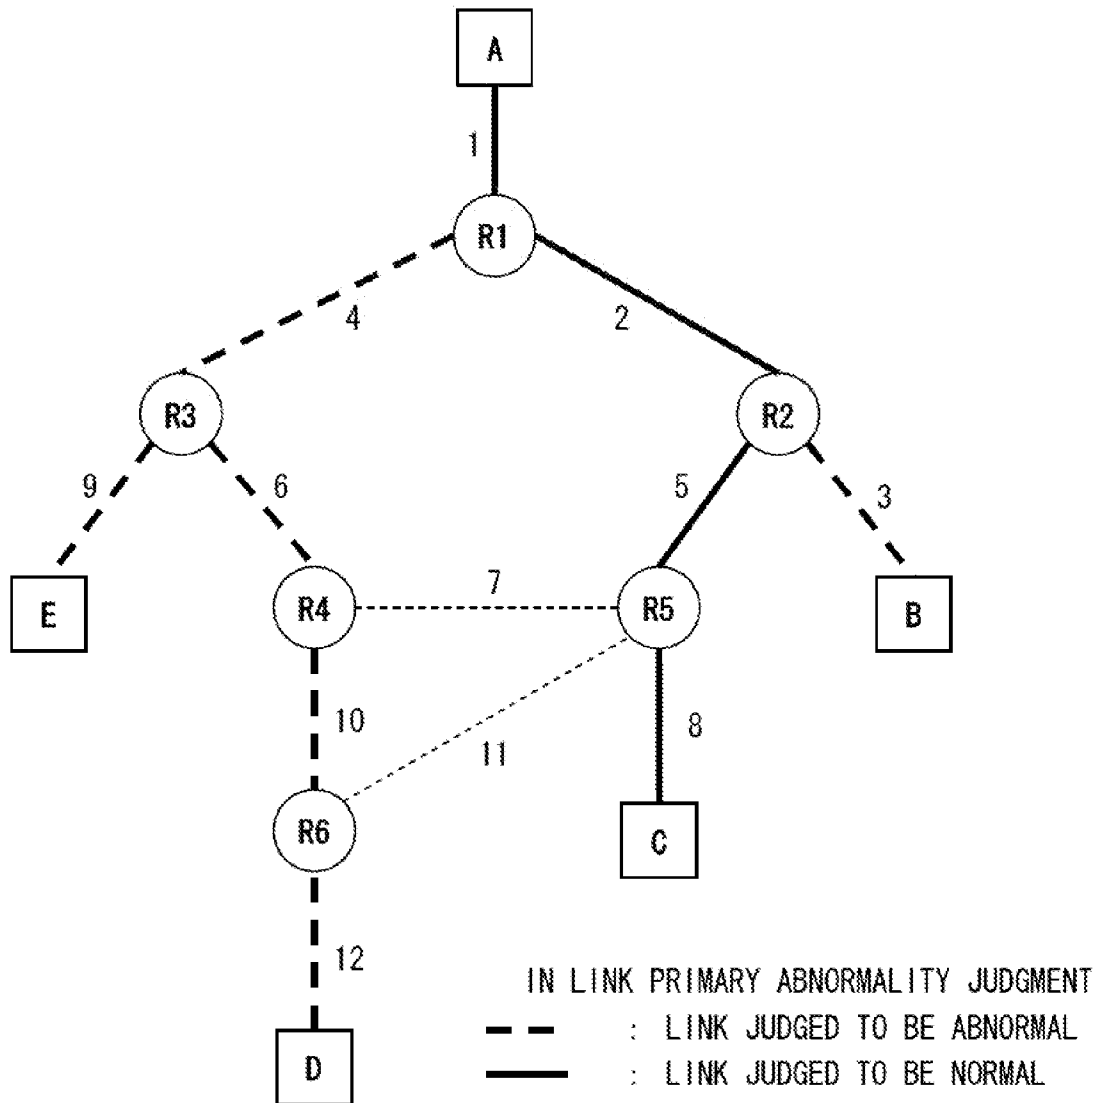 A
1
R1
4
2
R3
R2
9
6
5
3
E
R4
7
R5
B
10
11
8
R6
C
12
IN LINK PRIMARY ABNORMALITY JUDGMENT
: LINK JUDGED TO BE ABNORMAL
D
: LINK JUDGED TO BE NORMAL